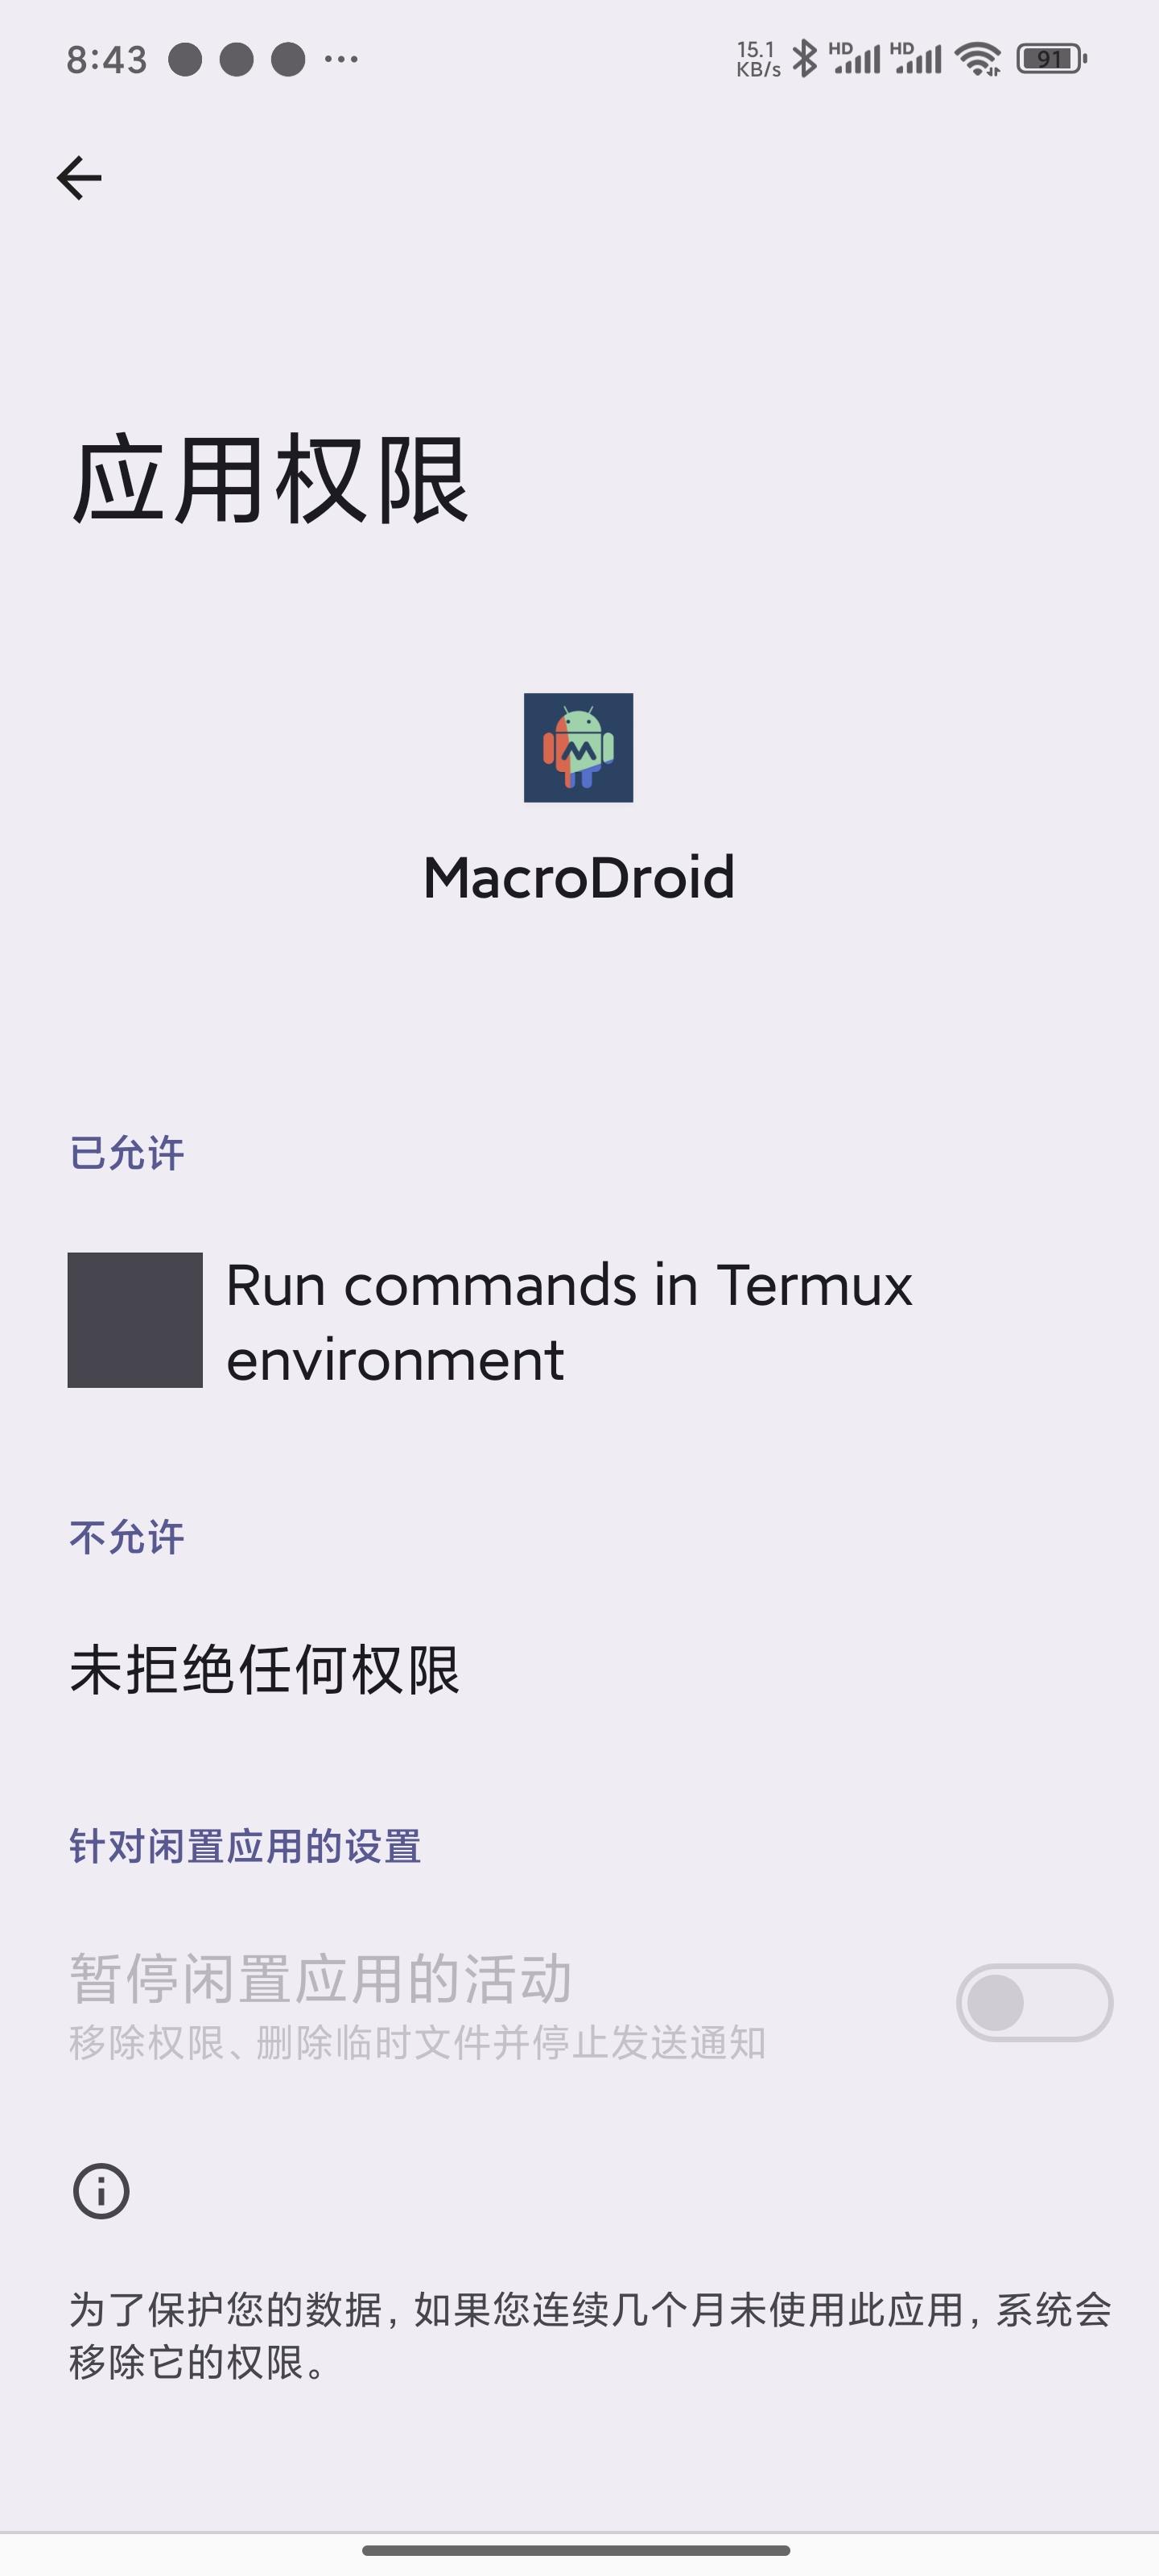 8:43
15.1
KB/s
HD
HD
91
应用权限
MacroDroid
已允许
Run commands in Termux
environment
不允许
未拒绝任何权限
针对闲置应用的设置
暂停闲置应用的活动
移除权限、删除临时文件并停止发送通知
为了保护您的数据，如果您连续几个月未使用此应用，系统会
移除它的权限。